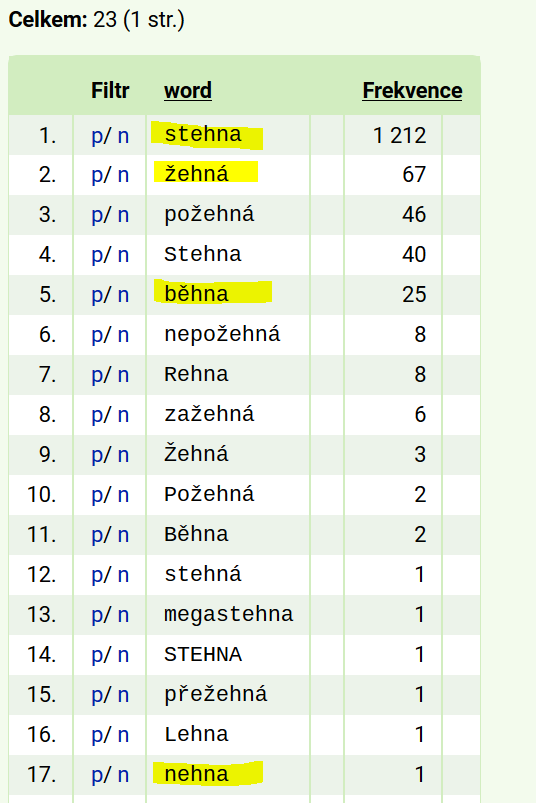 Celkem: 23 (1 str.)
Filtr word Frekvence
1. p/ n stehna 1 212
2. p/ n žehná 67
3. p/ n požehná 46
4. p/ n Stehna 40
5. p/ n běhna 25
6. p/ n nepožehná 8
7. p/ n Rehna 8
8. p/ n zažehná 6
9. p/ n Žehná 3
10. p/ n Požehná 2
11. p/ n Běhna 2
12. p/ n stehná 1
13. p/ n megastehna 1
14. p/ n STEHNA 1
15. p/ n přežehná 1
16. p/ n Lehna 1
17. p/ n nehna 1